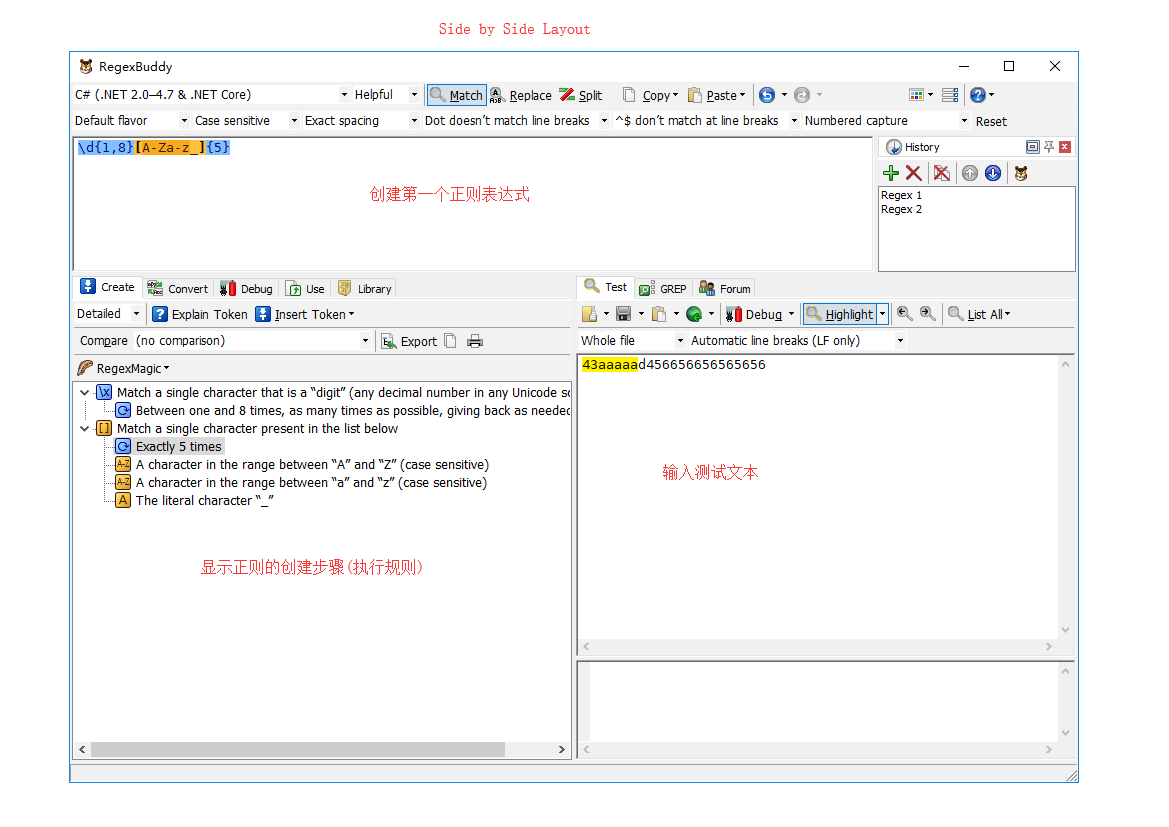 Side by Side Layout
RegexBuddy
C# (.NET 2.0–4.7 & .NET Core) Helpful Match Replace Split Copy Paste
Default flavor Case sensitive Exact spacing Dot doesn't match line breaks ^$ don't match at line breaks Numbered capture Reset
\d{1,8}[A-Za-z_]{5}
创建第一个正则表达式
History
Regex 1
Regex 2
Create Convert Debug Use Library
Detailed Explain Token Insert Token
Compare (no comparison) Export
RegexMagic
Match a single character that is a “digit” (any decimal number in any Unicode sc
Between one and 8 times, as many times as possible, giving back as needed
Match a single character present in the list below
Exactly 5 times
A character in the range between “A” and “Z” (case sensitive)
A character in the range between “a” and “z” (case sensitive)
The literal character “_”
显示正则的创建步骤(执行规则)
Test GREP Forum
Debug Highlight List All
Whole file Automatic line breaks (LF only)
43aaaaad456656656565656
输入测试文本